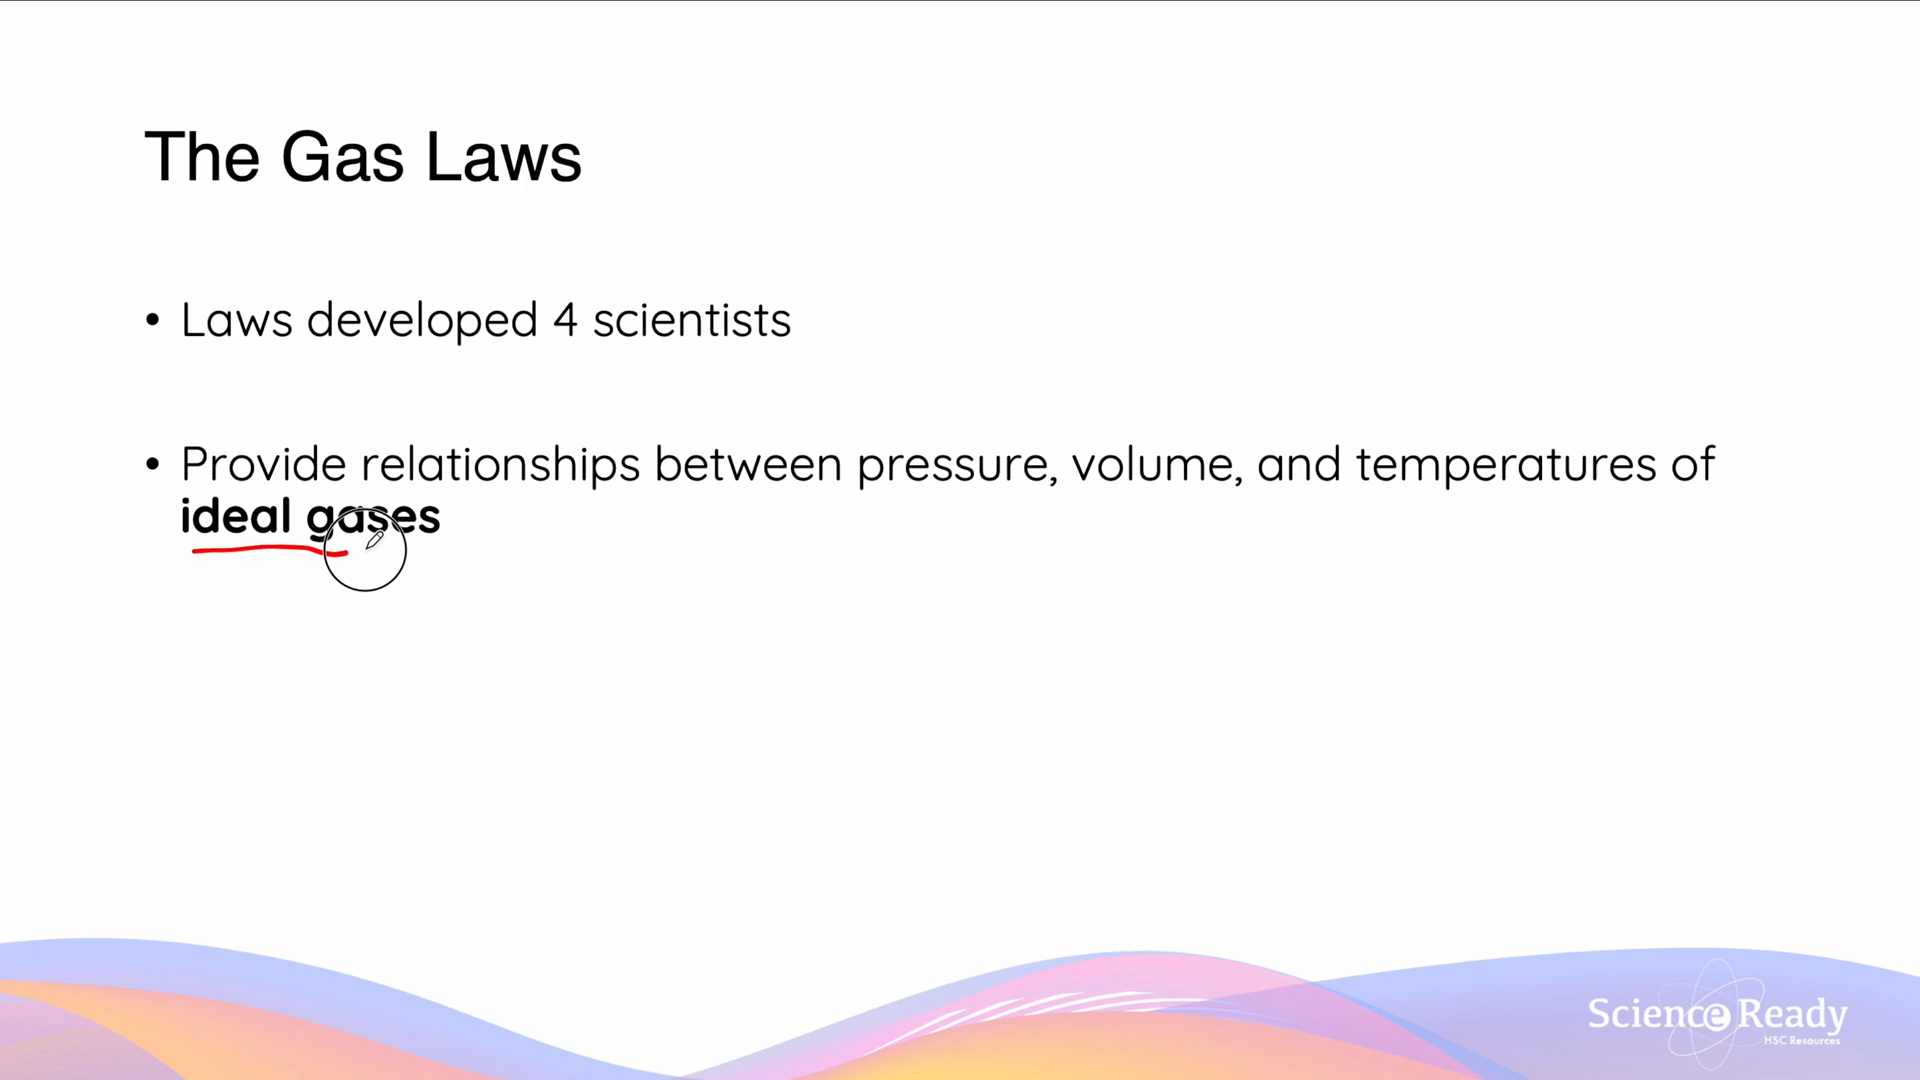 The Gas Laws
• Laws developed 4 scientists
• Provide relationships between pressure, volume, and temperatures of
ideal gases
Science Ready
HSC Resources